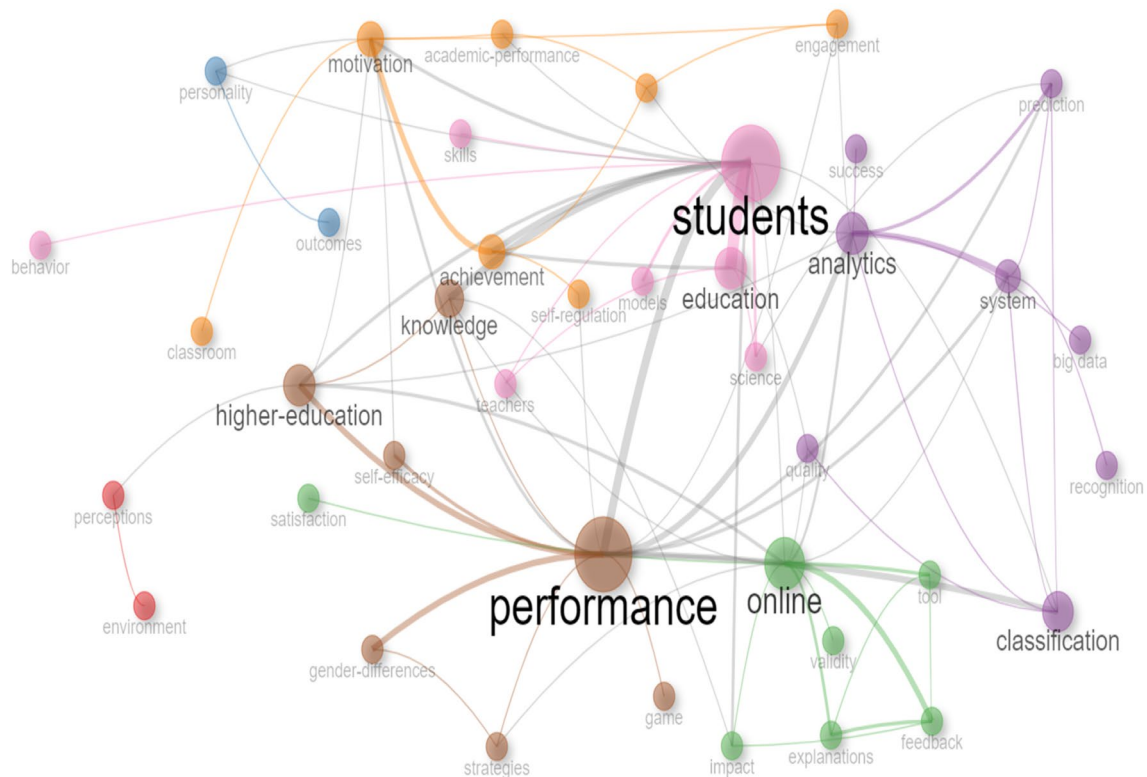 engagement
academic-performance
motivation
personality
prediction
skills
success
students
outcomes
behavior
analytics
achievement
education
models
system
self-regulation
knowledge
classroom
big data
science
teachers
higher-education
quality
self-efficacy
recognition
perceptions
satisfaction
tool
online
performance
environment
classification
validity
gender-differences
game
feedback
explanations
impact
strategies